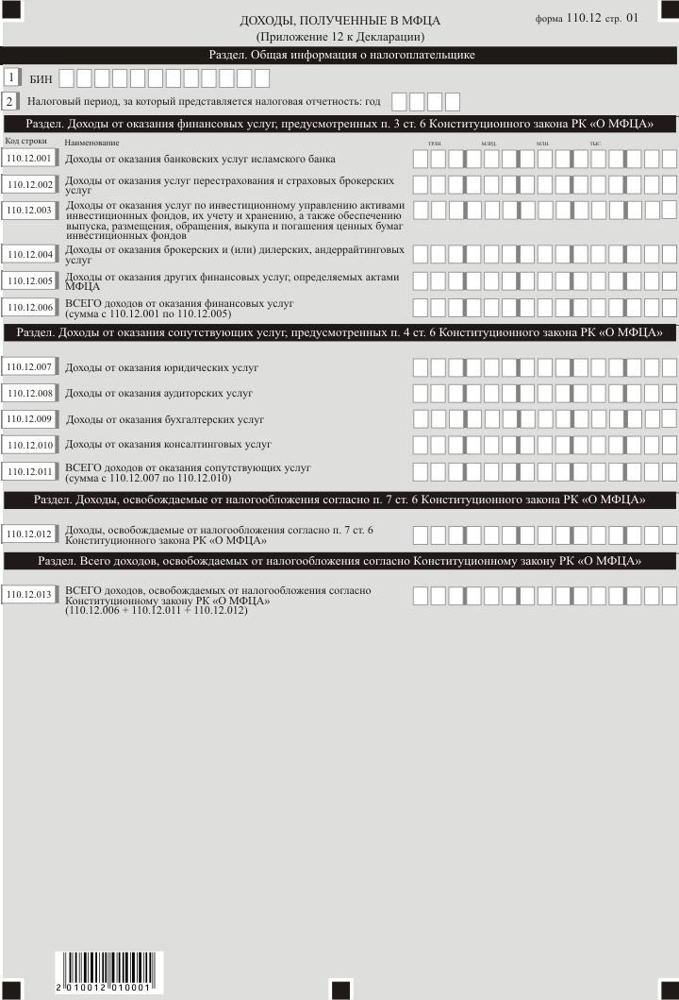 ДОХОДЫ, ПОЛУЧЕННЫЕ В МФЦА
форма 110.12 стр. 01
(Приложение 12 к Декларации)
Раздел. Общая информация о налогоплательщике
1 БИН
2 Налоговый период, за который представляется налоговая отчетность: год
Раздел. Доходы от оказания финансовых услуг, предусмотренных п. 3 ст. 6 Конституционного закона РК «О МФЦА»
Код строки Наименование ТРЛН. МЛРД. МЛН. ТЫС.
110.12.001 Доходы от оказания банковских услуг исламского банка
110.12.002 Доходы от оказания услуг перестрахования и страховых брокерских
услуг
110.12.003 Доходы от оказания услуг по инвестиционному управлению активами
инвестиционных фондов, их учету и хранению, а также обеспечению
выпуска, размещения, обращения, выкупа и погашения ценных бумаг
инвестиционных фондов
110.12.004 Доходы от оказания брокерских и (или) дилерских, андеррайтинговых
услуг
110.12.005 Доходы от оказания других финансовых услуг, определяемых актами
МФЦА
110.12.006 ВСЕГО доходов от оказания финансовых услуг
(сумма с 110.12.001 по 110.12.005)
Раздел. Доходы от оказания сопутствующих услуг, предусмотренных п. 4 ст. 6 Конституционного закона РК «О МФЦА»
110.12.007 Доходы от оказания юридических услуг
110.12.008 Доходы от оказания аудиторских услуг
110.12.009 Доходы от оказания бухгалтерских услуг
110.12.010 Доходы от оказания консалтинговых услуг
110.12.011 ВСЕГО доходов от оказания сопутствующих услуг
(сумма с 110.12.007 по 110.12.010)
Раздел. Доходы, освобождаемые от налогообложения согласно п. 7 ст. 6 Конституционного закона РК «О МФЦА»
110.12.012 Доходы, освобождаемые от налогообложения согласно п. 7 ст. 6
Конституционного закона РК «О МФЦА»
Раздел. Всего доходов, освобождаемых от налогообложения согласно Конституционному закону РК «О МФЦА»
110.12.013 ВСЕГО доходов, освобождаемых от налогообложения согласно
Конституционному закону РК «О МФЦА»
(110.12.006 + 110.12.011 + 110.12.012)
2 010012 010001